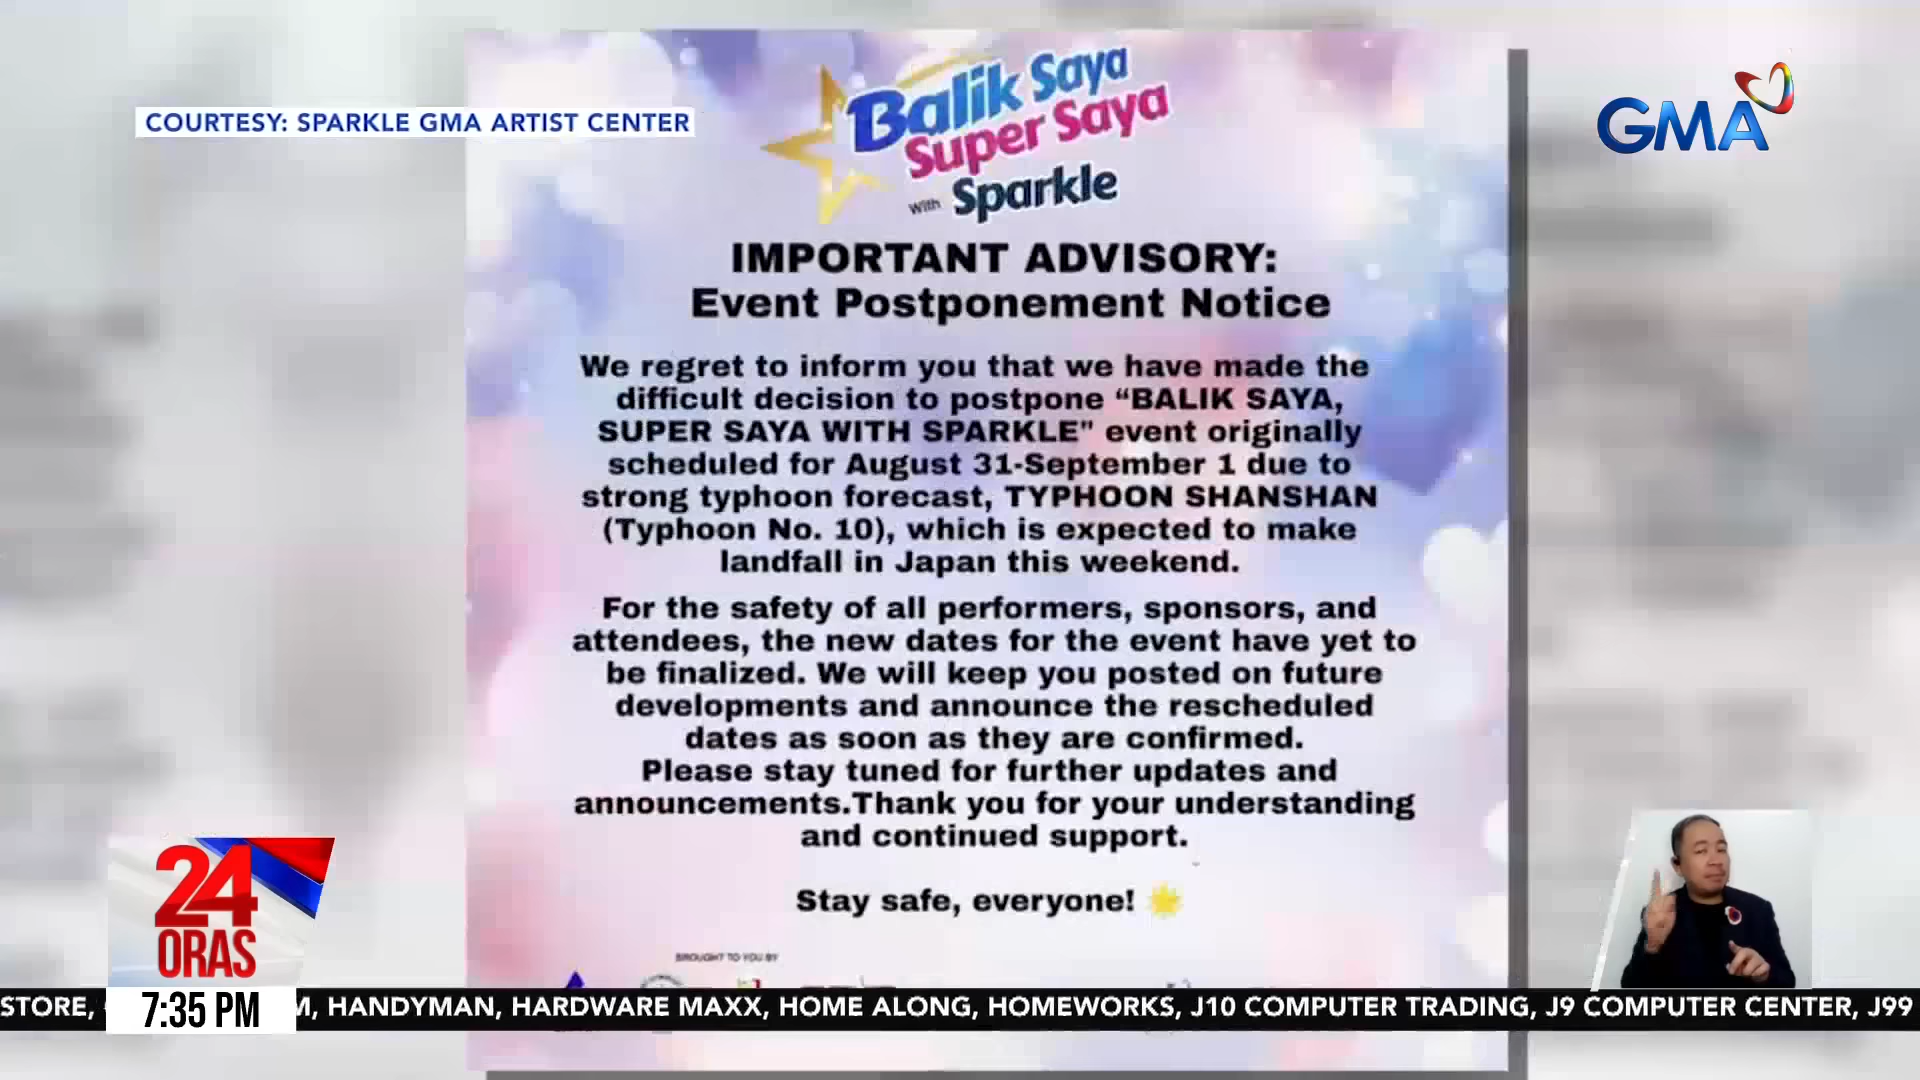 COURTESY: SPARKLE GMA ARTIST CENTER
GMA
Balik Saya
Super Saya
With Sparkle
IMPORTANT ADVISORY:
Event Postponement Notice
We regret to inform you that we have made the
difficult decision to postpone “BALIK SAYA,
SUPER SAYA WITH SPARKLE" event originally
scheduled for August 31-September 1 due to
strong typhoon forecast, TYPHOON SHANSHAN
(Typhoon No. 10), which is expected to make
landfall in Japan this weekend.
For the safety of all performers, sponsors, and
attendees, the new dates for the event have yet to
be finalized. We will keep you posted on future
developments and announce the rescheduled
dates as soon as they are confirmed.
Please stay tuned for further updates and
announcements.Thank you for your understanding
and continued support.
Stay safe, everyone! 🌟
BROUGHT TO YOU BY
24
ORAS
7:35 PM
STORE, M, HANDYMAN, HARDWARE MAXX, HOME ALONG, HOMEWORKS, J10 COMPUTER TRADING, J9 COMPUTER CENTER, J99